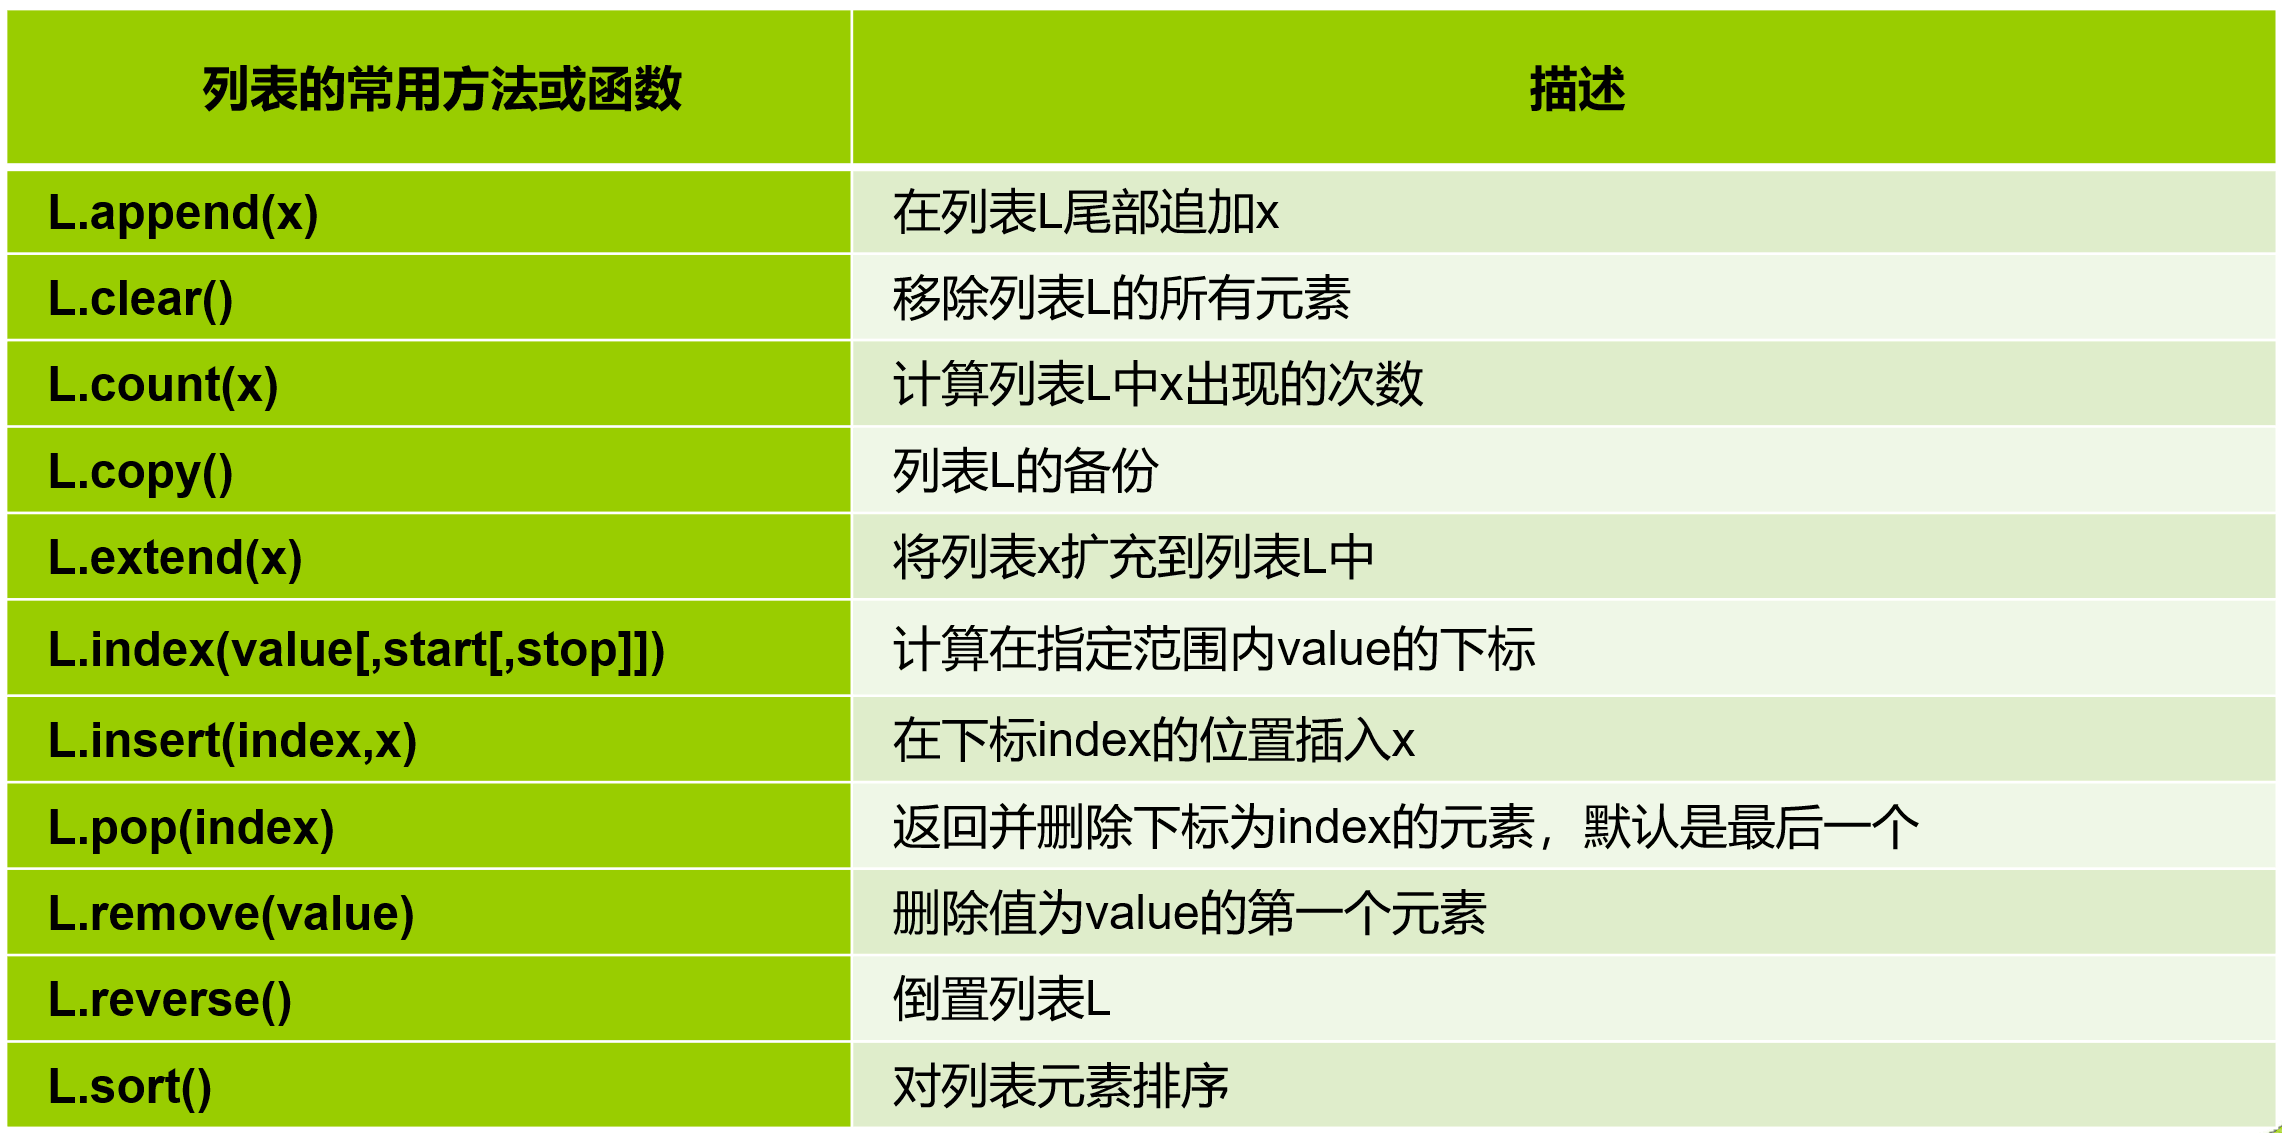 列表的常用方法或函数 描述
L.append(x) 在列表L尾部追加x
L.clear() 移除列表L的所有元素
L.count(x) 计算列表L中x出现的次数
L.copy() 列表L的备份
L.extend(x) 将列表x扩充到列表L中
L.index(value[,start[,stop]]) 计算在指定范围内value的下标
L.insert(index,x) 在下标index的位置插入x
L.pop(index) 返回并删除下标为index的元素，默认是最后一个
L.remove(value) 删除值为value的第一个元素
L.reverse() 倒置列表L
L.sort() 对列表元素排序